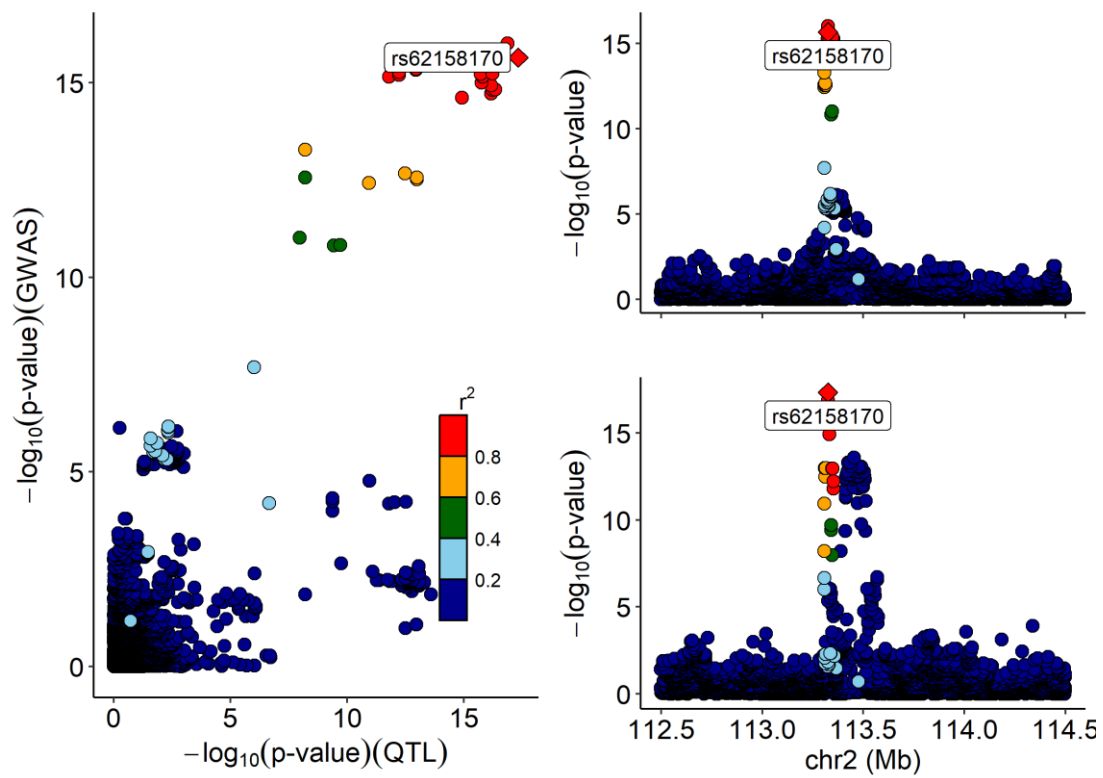 −log₁₀(p-value)(GWAS)
15
10
5
0
rs62158170
r²
0.8
0.6
0.4
0.2
0 5 10 15
−log₁₀(p-value)(QTL)
−log₁₀(p-value)
15
10
5
0
rs62158170
−log₁₀(p-value)
15
10
5
0
rs62158170
112.5 113.0 113.5 114.0 114.5
chr2 (Mb)